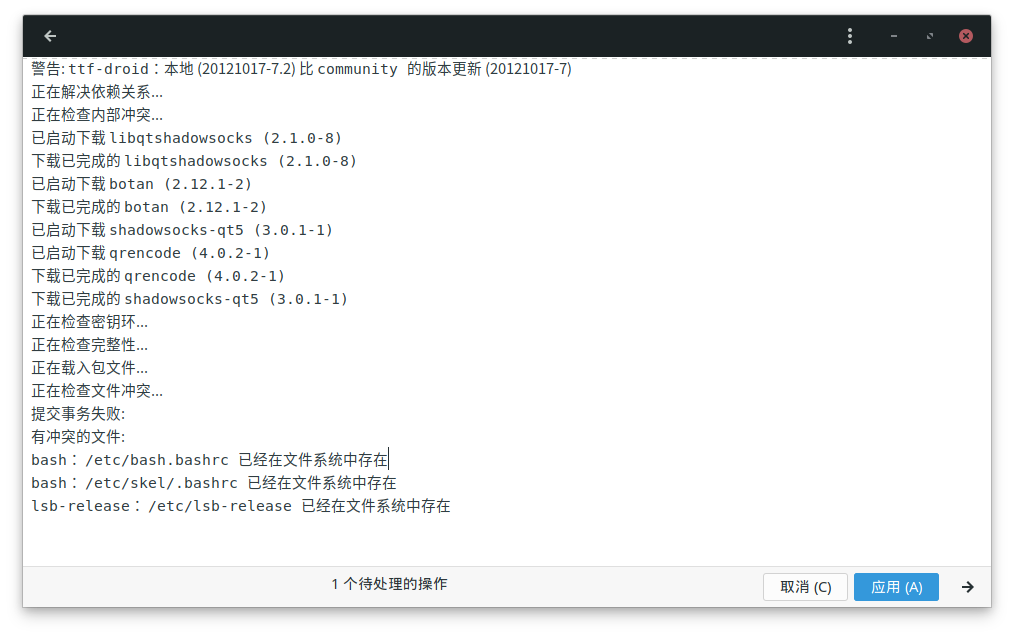 警告: ttf-droid：本地 (20121017-7.2) 比 community 的版本更新 (20121017-7)
正在解决依赖关系...
正在检查内部冲突...
已启动下载 libqtshadowsocks (2.1.0-8)
下载已完成的 libqtshadowsocks (2.1.0-8)
已启动下载 botan (2.12.1-2)
下载已完成的 botan (2.12.1-2)
已启动下载 shadowsocks-qt5 (3.0.1-1)
已启动下载 qrencode (4.0.2-1)
下载已完成的 qrencode (4.0.2-1)
下载已完成的 shadowsocks-qt5 (3.0.1-1)
正在检查密钥环...
正在检查完整性...
正在载入包文件...
正在检查文件冲突...
提交事务失败:
有冲突的文件:
bash：/etc/bash.bashrc 已经在文件系统中存在
bash：/etc/skel/.bashrc 已经在文件系统中存在
lsb-release：/etc/lsb-release 已经在文件系统中存在
1 个待处理的操作
取消 (C)
应用 (A)